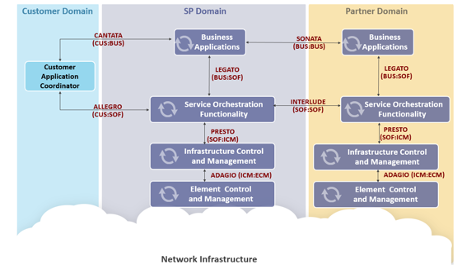 Customer Domain
SP Domain
Partner Domain
CANTATA
(CUS:BUS)
Business
Applications
SONATA
(BUS:BUS)
Business
Applications
Customer
Application
Coordinator
LEGATO
(BUS:SOF)
LEGATO
(BUS:SOF)
ALLEGRO
(CUS:SOF)
Service Orchestration
Functionality
INTERLUDE
(SOF:SOF)
Service Orchestration
Functionality
PRESTO
(SOF:ICM)
PRESTO
(SOF:ICM)
Infrastructure Control
and Management
Infrastructure Control
and Management
ADAGIO (ICM:ECM)
ADAGIO (ICM:ECM)
Element Control
and Management
Element Control
and Management
Network Infrastructure